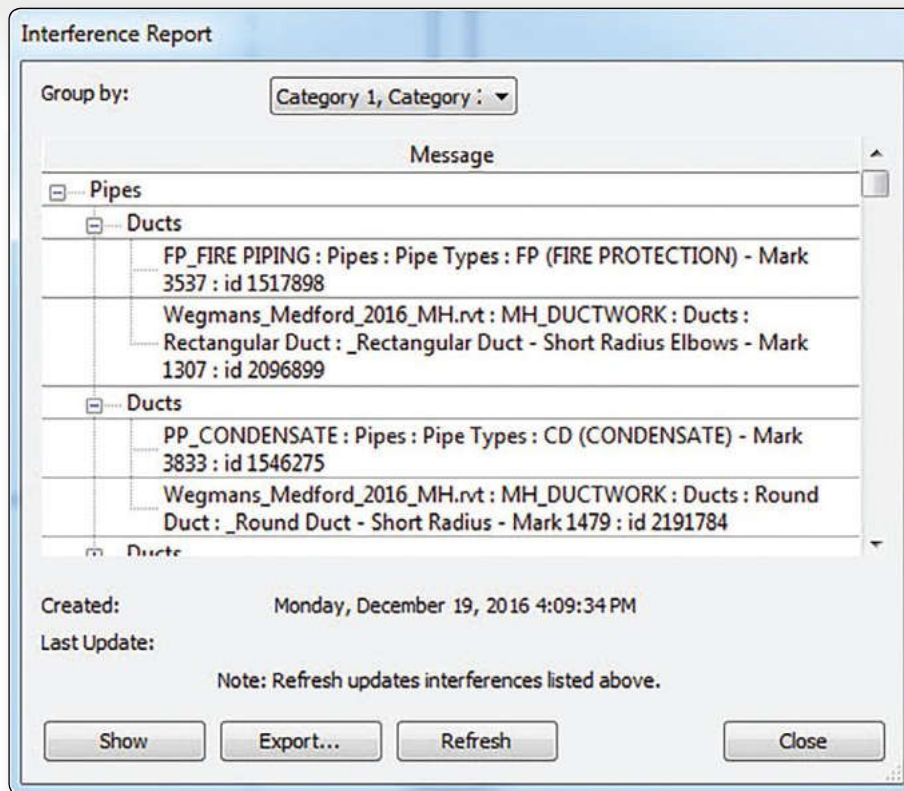 Interference Report
Group by:
Category 1, Category :
Message
Pipes
Ducts
FP_FIRE PIPING : Pipes : Pipe Types : FP (FIRE PROTECTION) - Mark
3537 : id 1517898
Wegmans_Medford_2016_MH.rvt : MH_DUCTWORK : Ducts :
Rectangular Duct : _Rectangular Duct - Short Radius Elbows - Mark
1307 : id 2096899
Ducts
PP_CONDENSATE : Pipes : Pipe Types : CD (CONDENSATE) - Mark
3833 : id 1546275
Wegmans_Medford_2016_MH.rvt : MH_DUCTWORK : Ducts : Round
Duct : _Round Duct - Short Radius - Mark 1479 : id 2191784
Ducts
Created:
Monday, December 19, 2016 4:09:34 PM
Last Update:
Note: Refresh updates interferences listed above.
Show
Export...
Refresh
Close